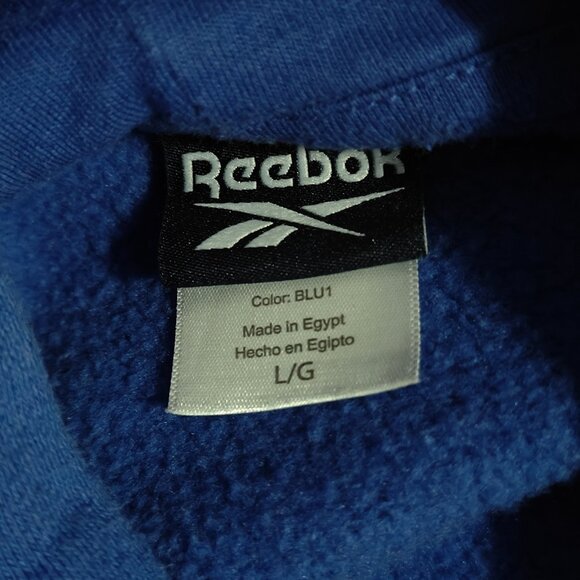 Reebok
Color: BLU1
Made in Egypt
Hecho en Egipto
L/G